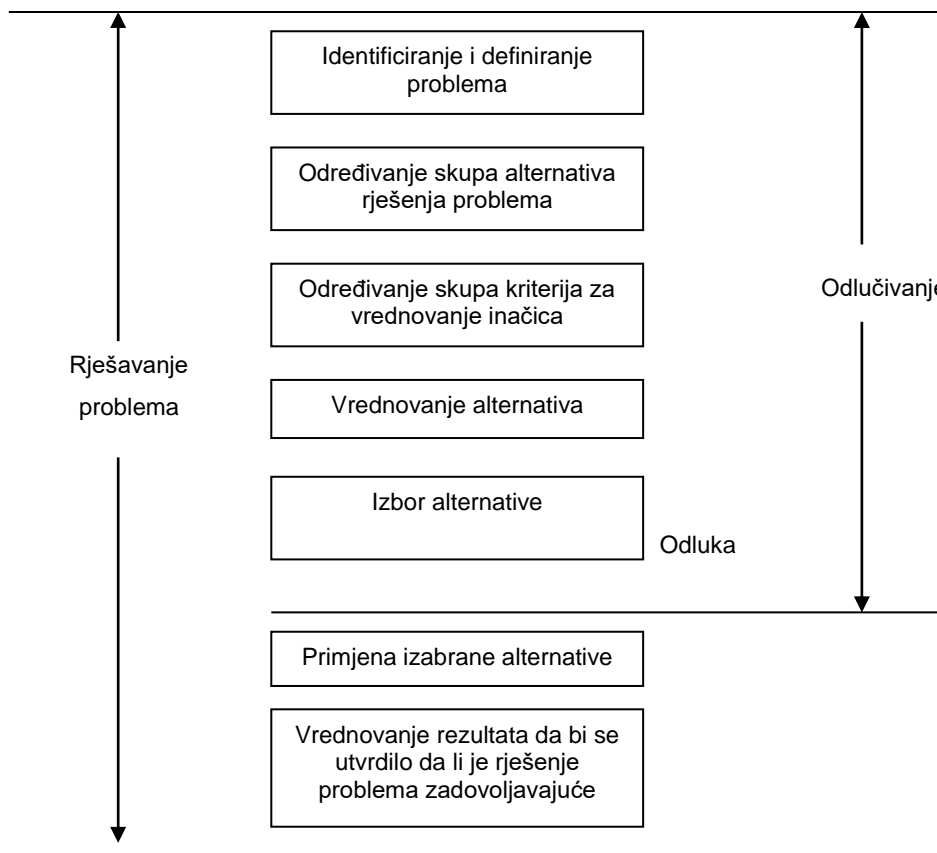 Identificiranje i definiranje
problema
Određivanje skupa alternativa
rješenja problema
Određivanje skupa kriterija za
vrednovanje inačica
Odlučivanje
Rješavanje
problema
Vrednovanje alternativa
Izbor alternative
Odluka
Primjena izabrane alternative
Vrednovanje rezultata da bi se
utvrdilo da li je rješenje
problema zadovoljavajuće